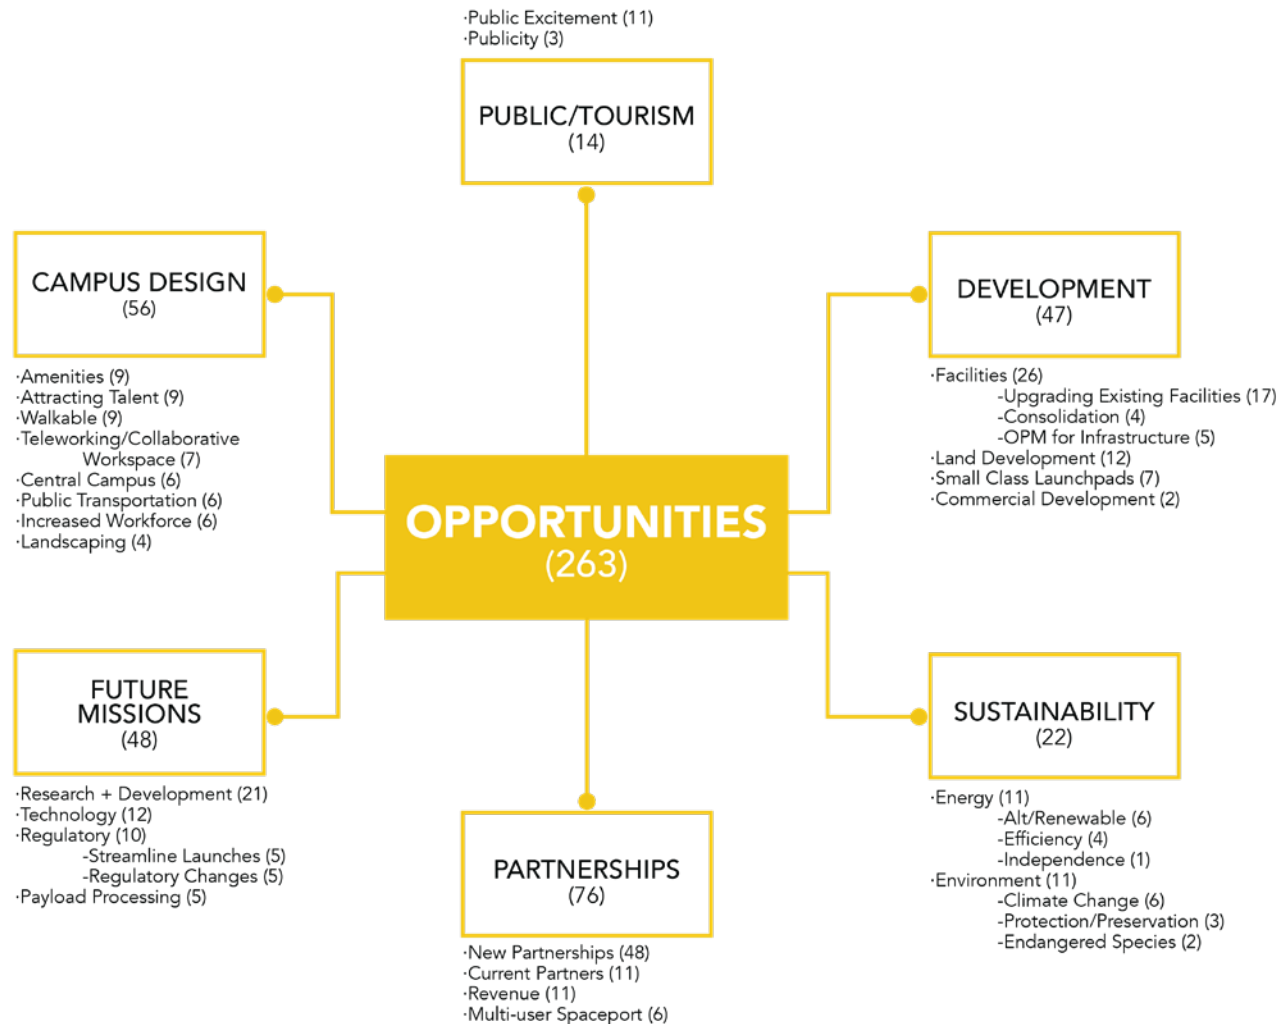 ·Public Excitement (11)
·Publicity (3)
PUBLIC/TOURISM
(14)
CAMPUS DESIGN
(56)
·Amenities (9)
·Attracting Talent (9)
·Walkable (9)
·Teleworking/Collaborative
Workspace (7)
·Central Campus (6)
·Public Transportation (6)
·Increased Workforce (6)
·Landscaping (4)
DEVELOPMENT
(47)
·Facilities (26)
-Upgrading Existing Facilities (17)
-Consolidation (4)
-OPM for Infrastructure (5)
·Land Development (12)
·Small Class Launchpads (7)
·Commercial Development (2)
OPPORTUNITIES
(263)
FUTURE
MISSIONS
(48)
·Research + Development (21)
·Technology (12)
·Regulatory (10)
-Streamline Launches (5)
-Regulatory Changes (5)
·Payload Processing (5)
PARTNERSHIPS
(76)
·New Partnerships (48)
·Current Partners (11)
·Revenue (11)
·Multi-user Spaceport (6)
SUSTAINABILITY
(22)
·Energy (11)
-Alt/Renewable (6)
-Efficiency (4)
-Independence (1)
·Environment (11)
-Climate Change (6)
-Protection/Preservation (3)
-Endangered Species (2)